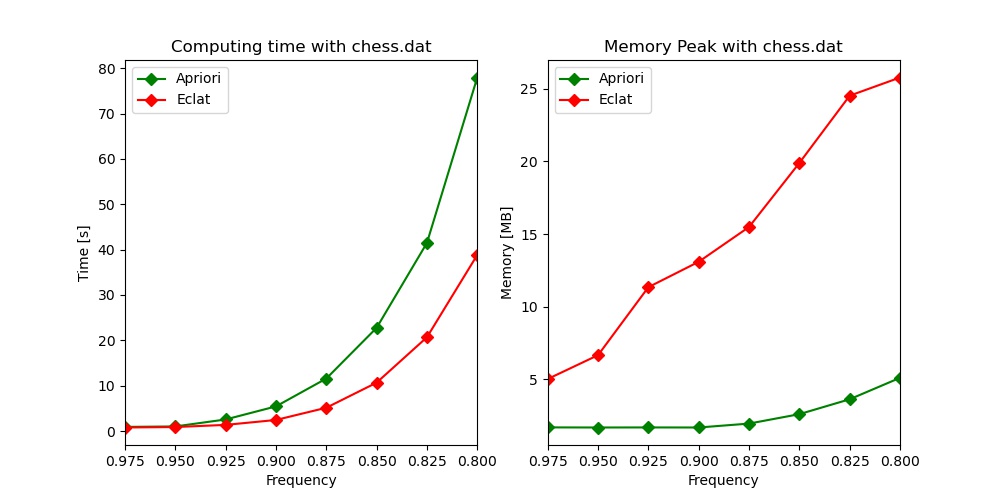 Computing time with chess.dat
Apriori
Eclat
80
70
60
50
40
30
20
10
0
Time [s]
0.975 0.950 0.925 0.900 0.875 0.850 0.825 0.800
Frequency
Memory Peak with chess.dat
Apriori
Eclat
25
20
15
10
5
Memory [MB]
0.975 0.950 0.925 0.900 0.875 0.850 0.825 0.800
Frequency